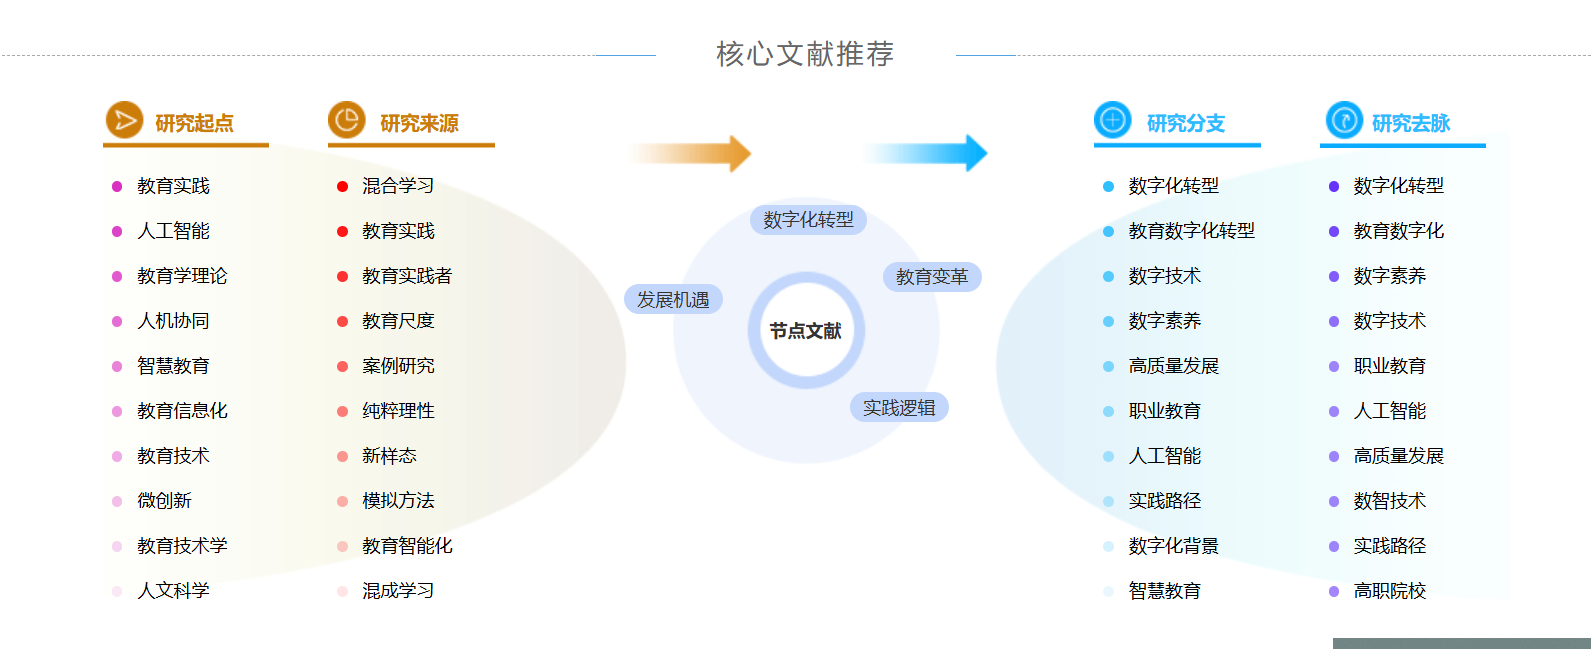 核心文献推荐
研究起点
教育实践
人工智能
教育学理论
人机协同
智慧教育
教育信息化
教育技术
微创新
教育技术学
人文科学
研究来源
混合学习
教育实践
教育实践者
教育尺度
案例研究
纯粹理性
新样态
模拟方法
教育智能化
混成学习
数字化转型
教育变革
发展机遇
节点文献
实践逻辑
研究分支
数字化转型
教育数字化转型
数字技术
数字素养
高质量发展
职业教育
人工智能
实践路径
数字化背景
智慧教育
研究去脉
数字化转型
教育数字化
数字素养
数字技术
职业教育
人工智能
高质量发展
数智技术
实践路径
高职院校